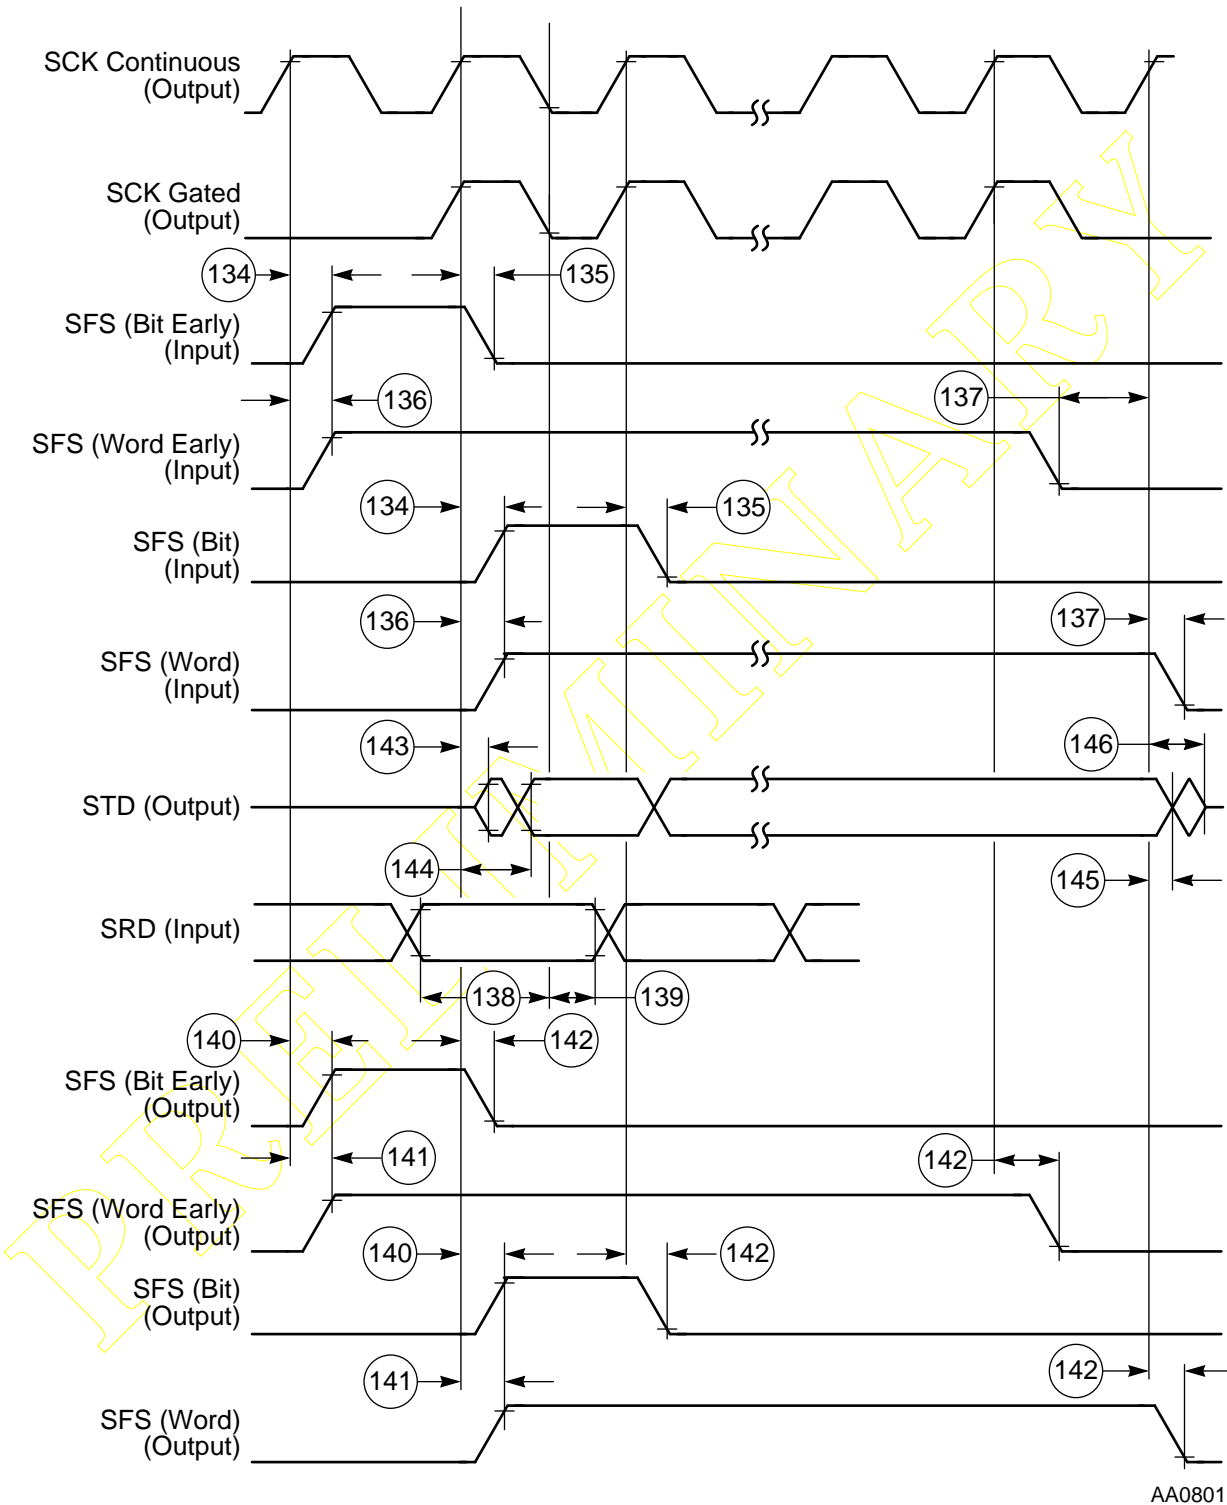 SCK Continuous
(Output)
SCK Gated
(Output)
134
135
SFS (Bit Early)
(Input)
136
137
SFS (Word Early)
(Input)
134
135
SFS (Bit)
(Input)
136
137
SFS (Word)
(Input)
143
146
STD (Output)
144
145
SRD (Input)
138
139
140
142
SFS (Bit Early)
(Output)
141
142
SFS (Word Early)
(Output)
140
142
SFS (Bit)
(Output)
141
142
SFS (Word)
(Output)
AA0801
PRELIMINARY